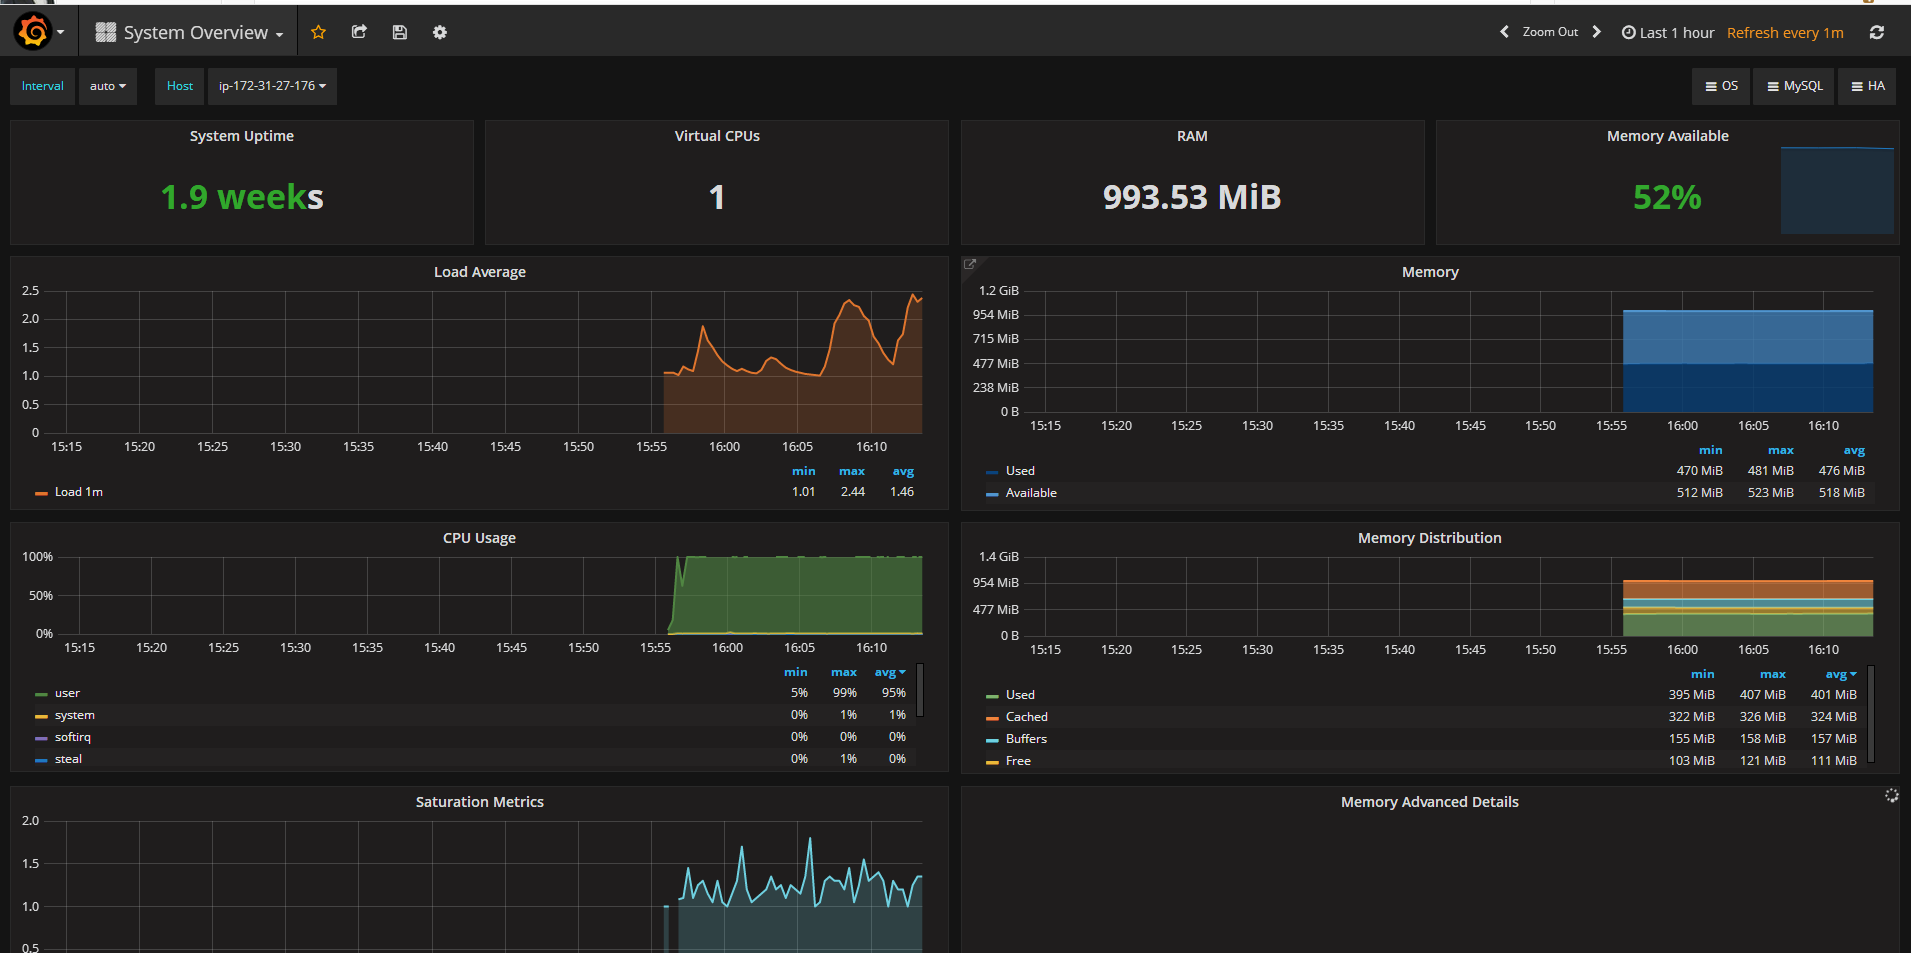 System Overview
Zoom Out
Last 1 hour
Refresh every 1m
Interval
auto
Host
ip-172-31-27-176
OS
MySQL
HA
System Uptime
1.9 weeks
Virtual CPUs
1
RAM
993.53 MiB
Memory Available
52%
Load Average
2.5
2.0
1.5
1.0
0.5
0
15:15 15:20 15:25 15:30 15:35 15:40 15:45 15:50 15:55 16:00 16:05 16:10
min max avg
Load 1m 1.01 2.44 1.46
Memory
1.2 GiB
954 MiB
715 MiB
477 MiB
238 MiB
0 B
15:15 15:20 15:25 15:30 15:35 15:40 15:45 15:50 15:55 16:00 16:05 16:10
min max avg
Used 470 MiB 481 MiB 476 MiB
Available 512 MiB 523 MiB 518 MiB
CPU Usage
100%
50%
0%
15:15 15:20 15:25 15:30 15:35 15:40 15:45 15:50 15:55 16:00 16:05 16:10
min max avg
user 5% 99% 95%
system 0% 1% 1%
softirq 0% 0% 0%
steal 0% 1% 0%
Memory Distribution
1.4 GiB
954 MiB
477 MiB
0 B
15:15 15:20 15:25 15:30 15:35 15:40 15:45 15:50 15:55 16:00 16:05 16:10
min max avg
Used 395 MiB 407 MiB 401 MiB
Cached 322 MiB 326 MiB 324 MiB
Buffers 155 MiB 158 MiB 157 MiB
Free 103 MiB 121 MiB 111 MiB
Saturation Metrics
2.0
1.5
1.0
0.5
Memory Advanced Details